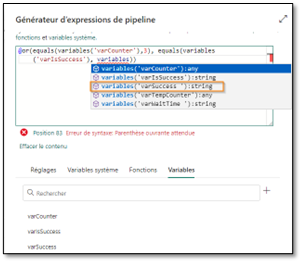 Générateur d'expressions de pipeline
fonctions et variables système.
@or(equals(variables('varCounter'),3), equals(variables
('varIsSuccess'), variables))
variables('varCounter'):any
variables('varIsSuccess'):string
variables('varSuccess '):string
variables('varTempCounter'):any
variables('varWaitTime '):string
Position 83 Erreur de syntaxe: Parenthèse ouvrante attendue
Effacer le contenu
Réglages Variables système Fonctions Variables
Rechercher
varCounter
varIsSuccess
varSuccess